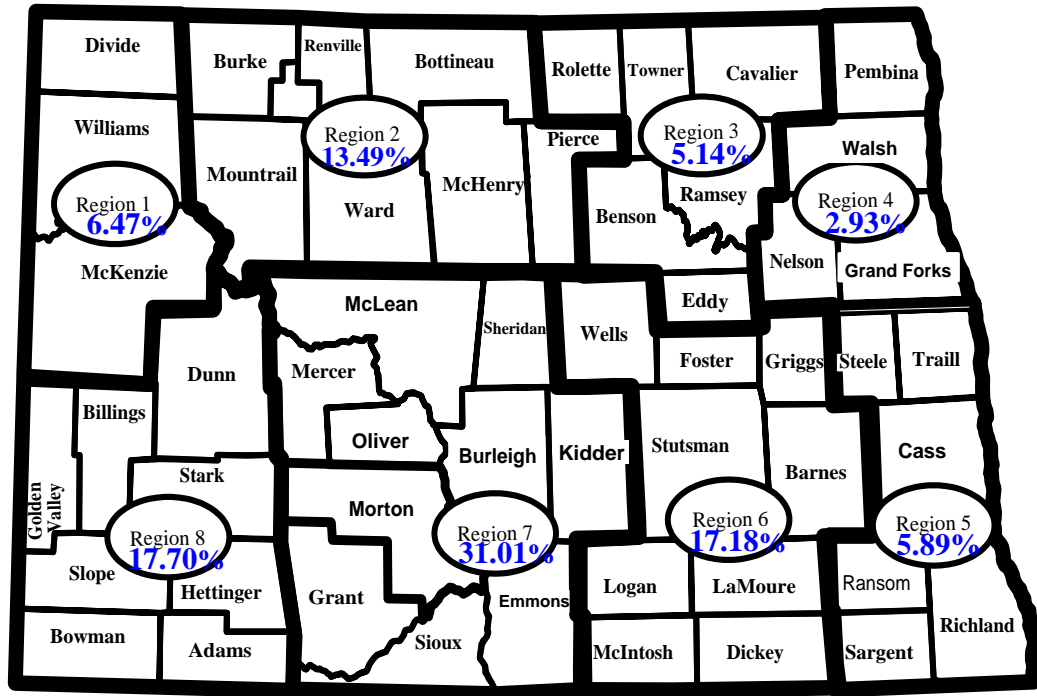 Divide
Burke
Renville
Bottineau
Rolette
Towner
Cavalier
Pembina
Williams
Region 2
13.49%
Pierce
Region 3
5.14%
Walsh
Mountrail
McHenry
Ward
Benson
Ramsey
Region 1
6.47%
Region 4
2.93%
McKenzie
Nelson
Grand Forks
McLean
Sheridan
Wells
Eddy
Foster
Griggs
Steele
Traill
Dunn
Mercer
Billings
Oliver
Burleigh
Kidder
Stutsman
Barnes
Cass
Golden
Valley
Stark
Morton
Region 8
17.70%
Region 7
31.01%
Region 6
17.18%
Region 5
5.89%
Slope
Hettinger
Grant
Emmons
Logan
LaMoure
Ransom
Bowman
Adams
Sioux
McIntosh
Dickey
Sargent
Richland